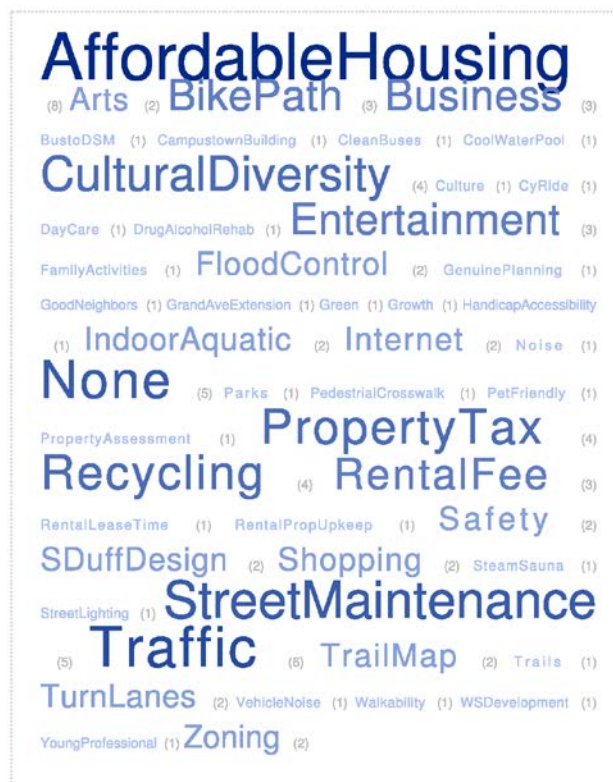 AffordableHousing
(8) Arts (2) BikePath (3) Business (3)
BustoDSM (1) CampustownBuilding (1) CleanBuses (1) CoolWaterPool (1)
CulturalDiversity (4) Culture (1) CyRide (1)
DayCare (1) DrugAlcoholRehab (1) Entertainment (3)
FamilyActivities (1) FloodControl (2) GenuinePlanning (1)
GoodNeighbors (1) GrandAveExtension (1) Green (1) Growth (1) HandicapAccessibility
(1) IndoorAquatic (2) Internet (2) Noise (1)
None (5) Parks (1) PedestrialCrosswalk (1) PetFriendly (1)
PropertyAssessment (1) PropertyTax (4)
Recycling (4) RentalFee (3)
RentalLeaseTime (1) RentalPropUpkeep (1) Safety (2)
SDuffDesign (2) Shopping (2) SteamSauna (1)
StreetLighting (1) StreetMaintenance
(5) Traffic (6) TrailMap (2) Trails (1)
TurnLanes (2) VehicleNoise (1) Walkability (1) WSDevelopment (1)
YoungProfessional (1) Zoning (2)